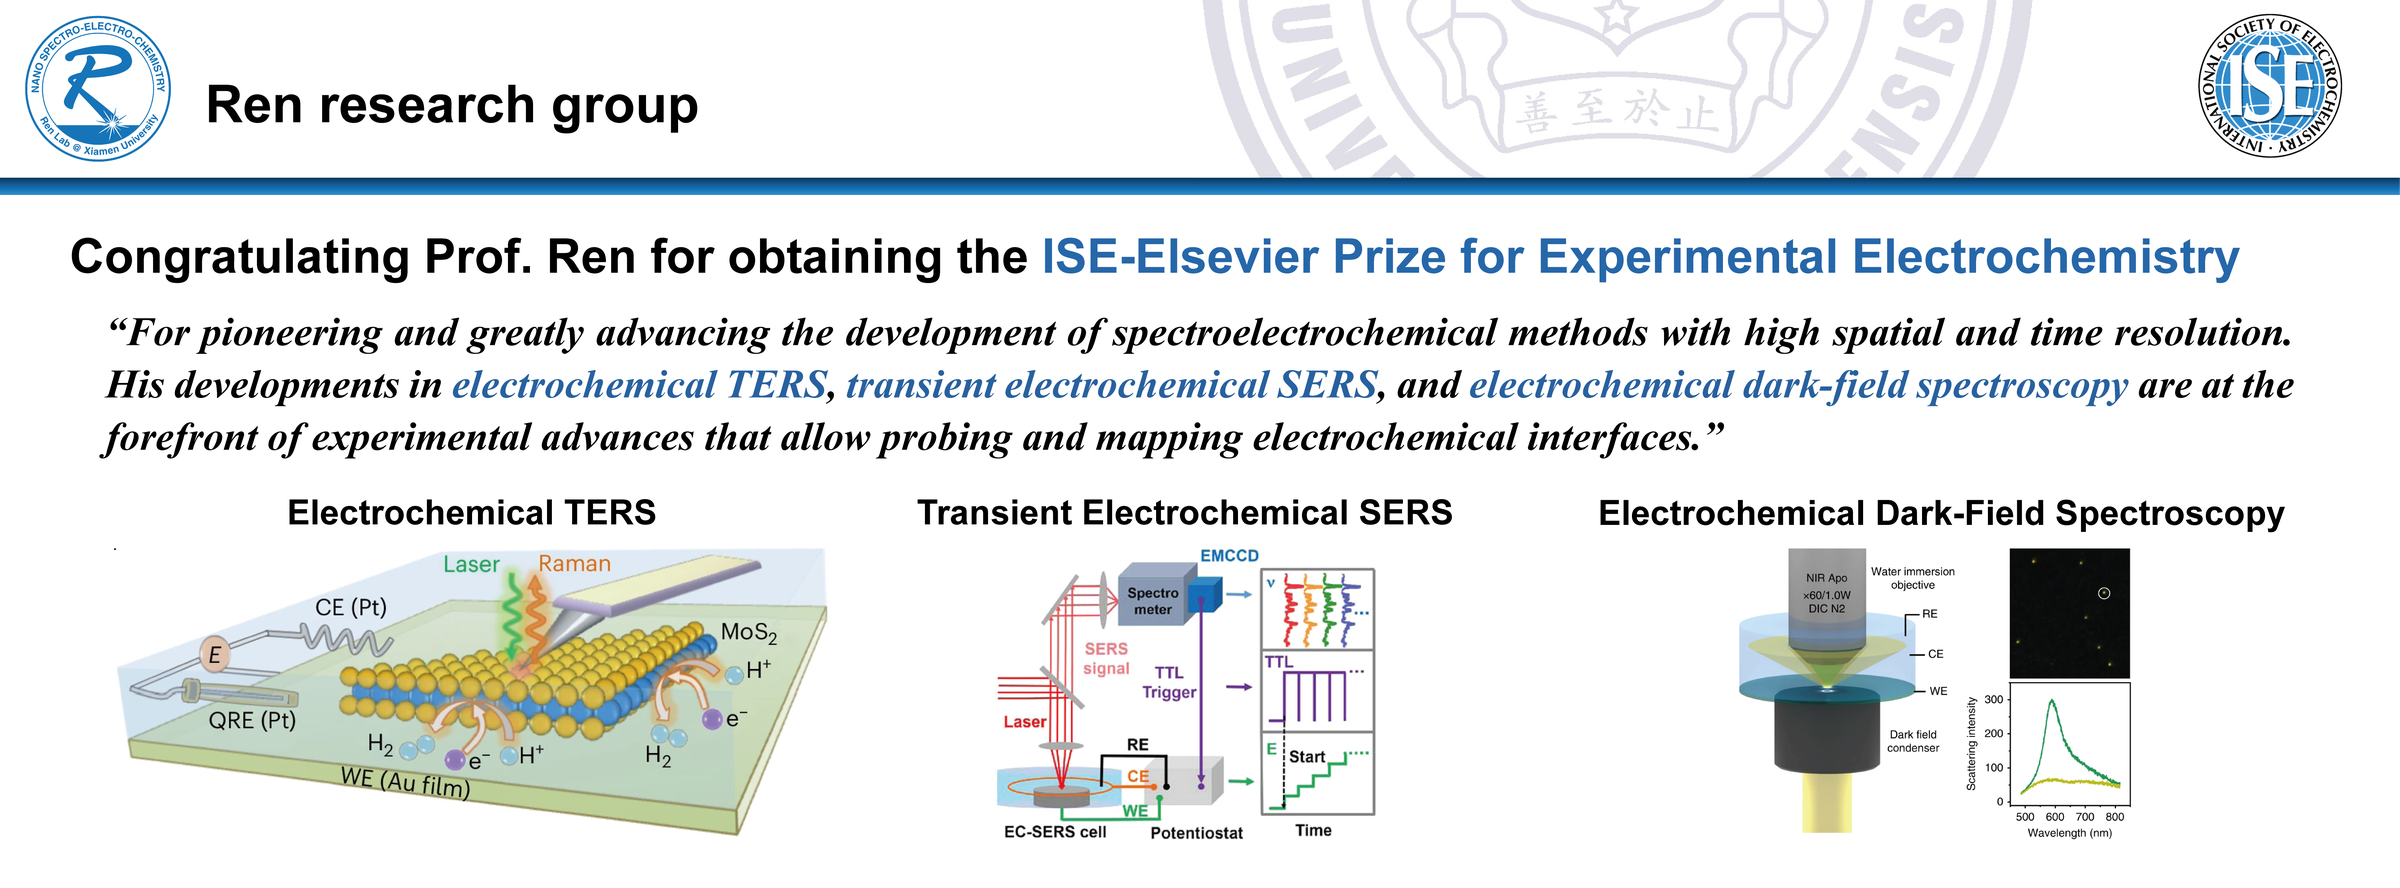 NANO SPECTRO-ELECTRO-CHEMISTRY
Ren Lab @ Xiamen University
R
Ren research group
UNIVE
ENSIS
善至於止
INTERNATIONAL SOCIETY OF ELECTROCHEMISTRY
ISE
Congratulating Prof. Ren for obtaining the ISE-Elsevier Prize for Experimental Electrochemistry
“For pioneering and greatly advancing the development of spectroelectrochemical methods with high spatial and time resolution.
His developments in electrochemical TERS, transient electrochemical SERS, and electrochemical dark-field spectroscopy are at the
forefront of experimental advances that allow probing and mapping electrochemical interfaces.”
Electrochemical TERS
Laser
Raman
CE (Pt)
E
MoS₂
H⁺
QRE (Pt)
e⁻
H₂
e⁻
H⁺
H₂
WE (Au film)
Transient Electrochemical SERS
EMCCD
Spectro
meter
ν
SERS
signal
TTL
Trigger
TTL
Laser
RE
E
Start
CE
WE
EC-SERS cell
Potentiostat
Time
Electrochemical Dark-Field Spectroscopy
NIR Apo
×60/1.0W
DIC N2
Water immersion
objective
RE
CE
WE
Dark field
condenser
Scattering intensity
300
200
100
0
500 600 700 800
Wavelength (nm)